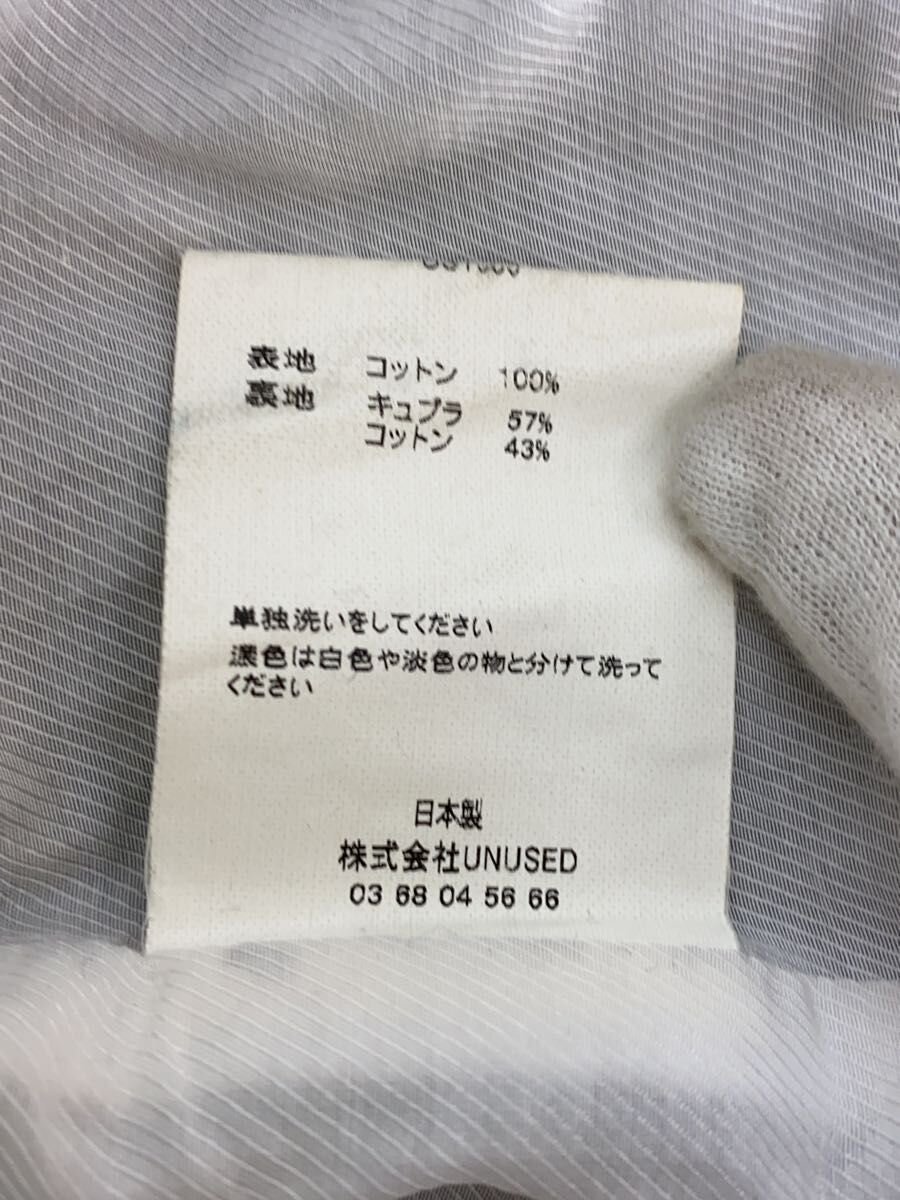 表地 コットン 100%
裏地 キュプラ 57%
コットン 43%
単独洗いをしてください
濃色は白色や淡色の物と分けて洗って
ください
日本製
株式会社UNUSED
03 68 04 56 66